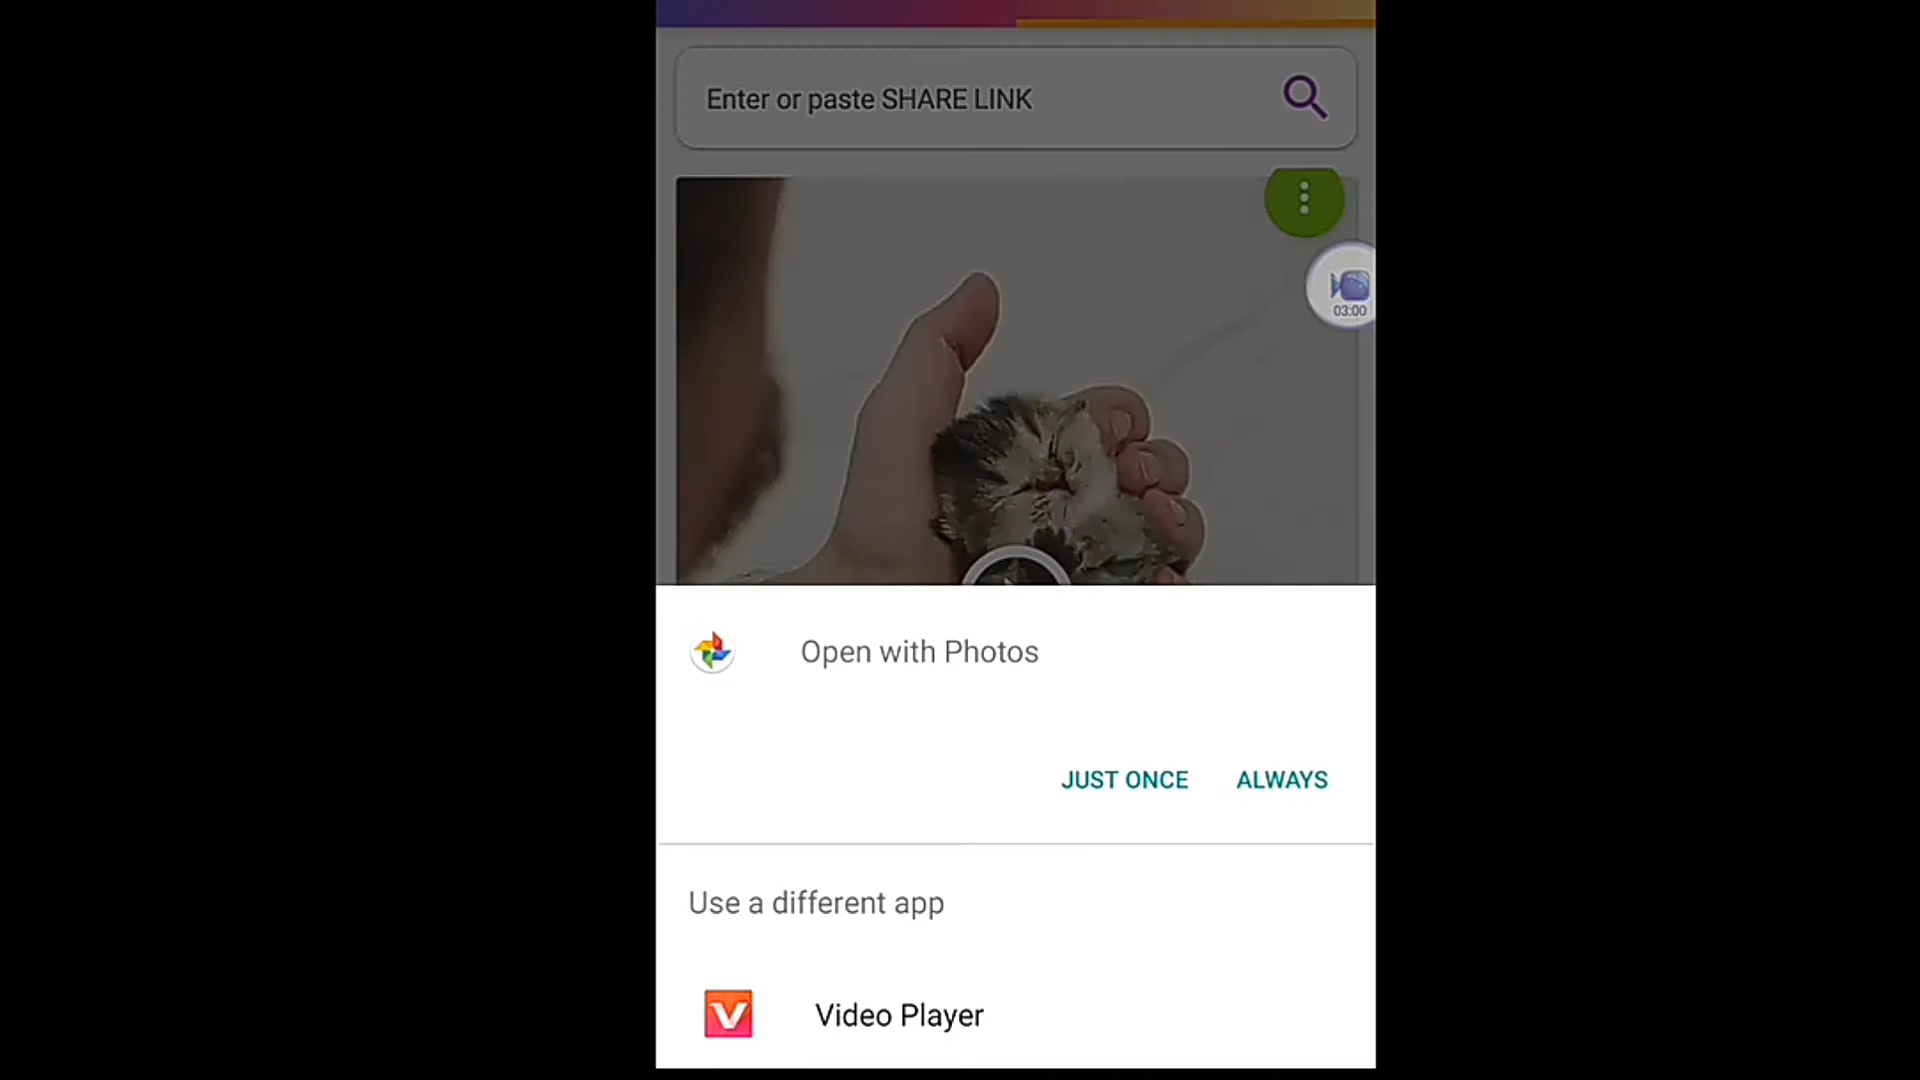 Enter or paste SHARE LINK
03:00
Open with Photos
JUST ONCE ALWAYS
Use a different app
Video Player